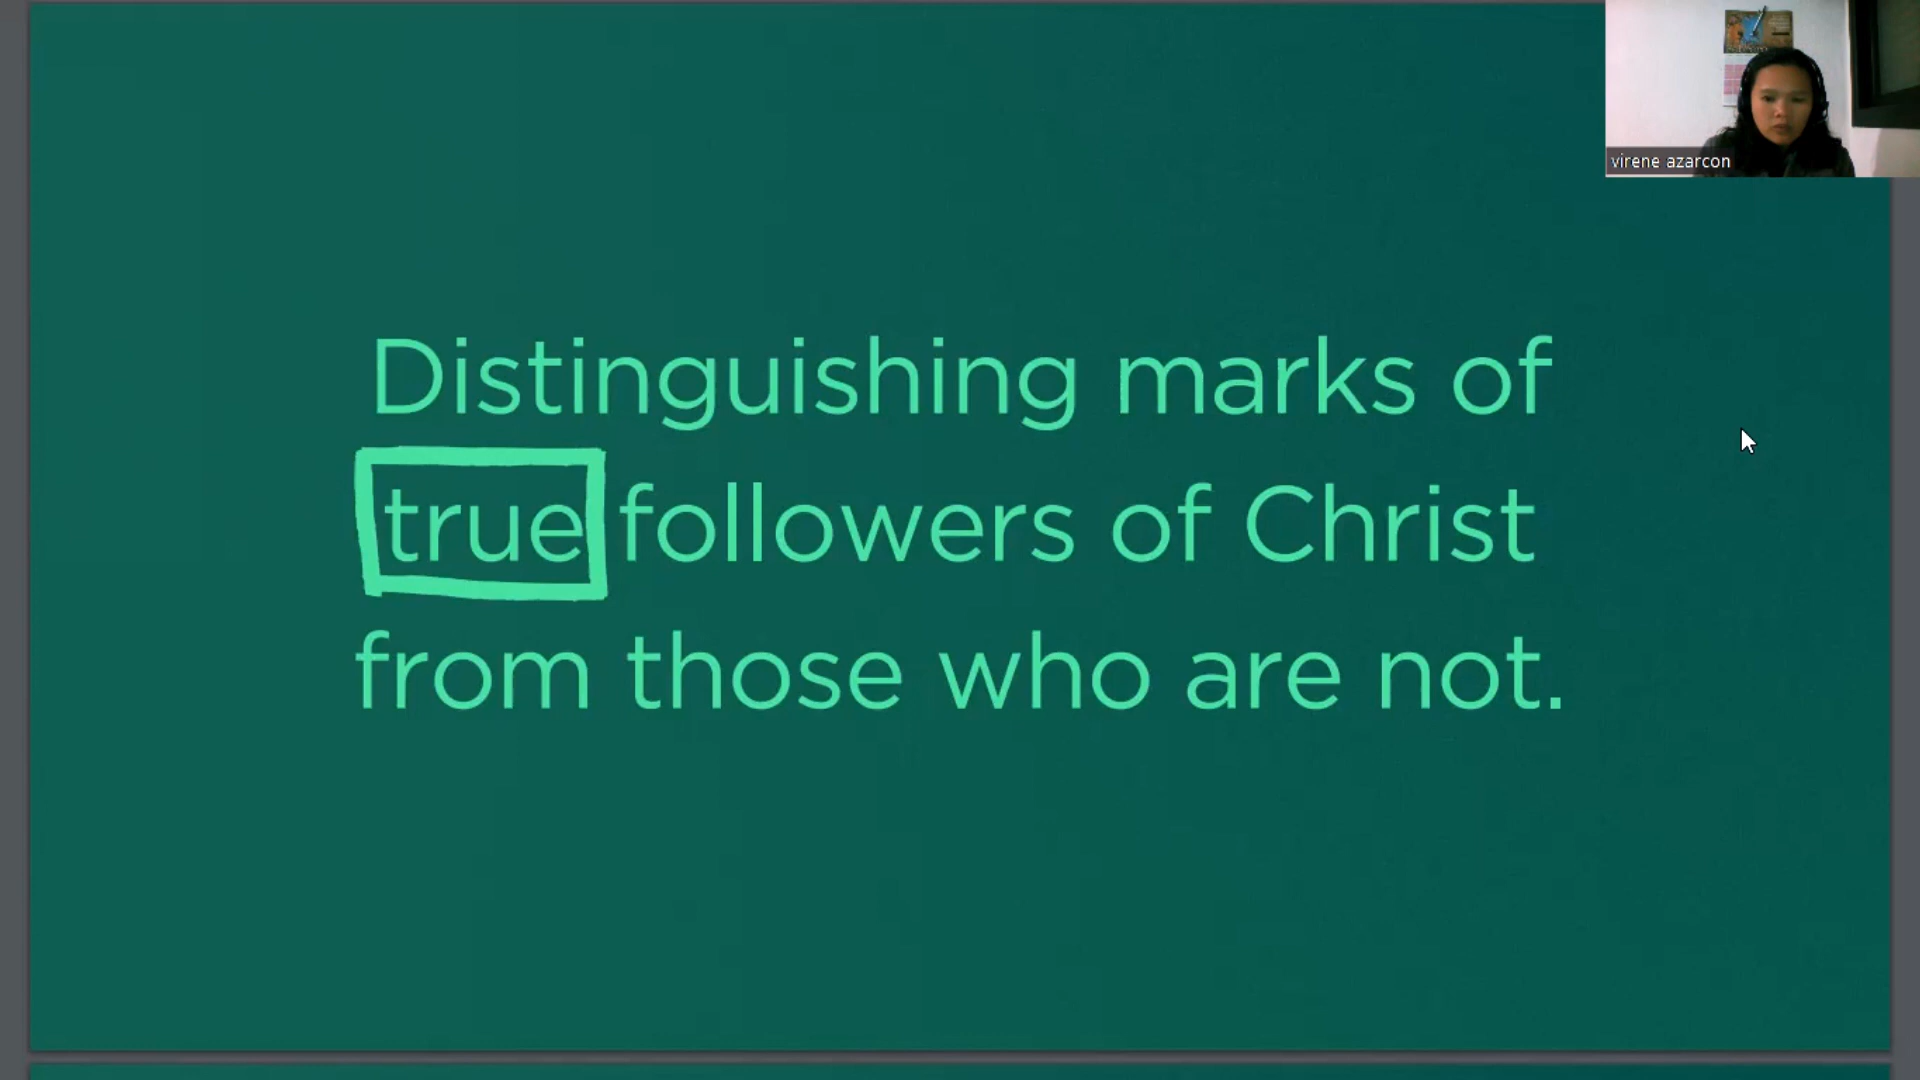 virene azarcon
Distinguishing marks of
true followers of Christ
from those who are not.